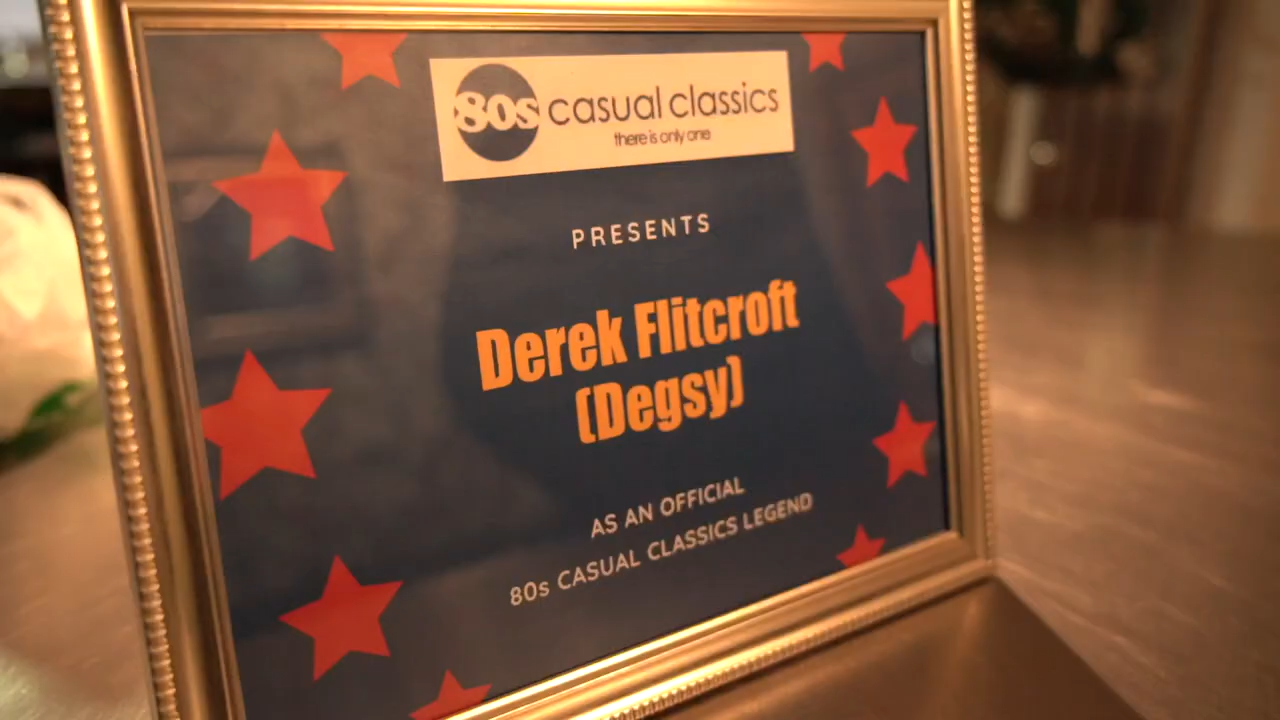 80s casual classics
there is only one
PRESENTS
Derek Flitcroft
(Degsy)
AS AN OFFICIAL
80s CASUAL CLASSICS LEGEND